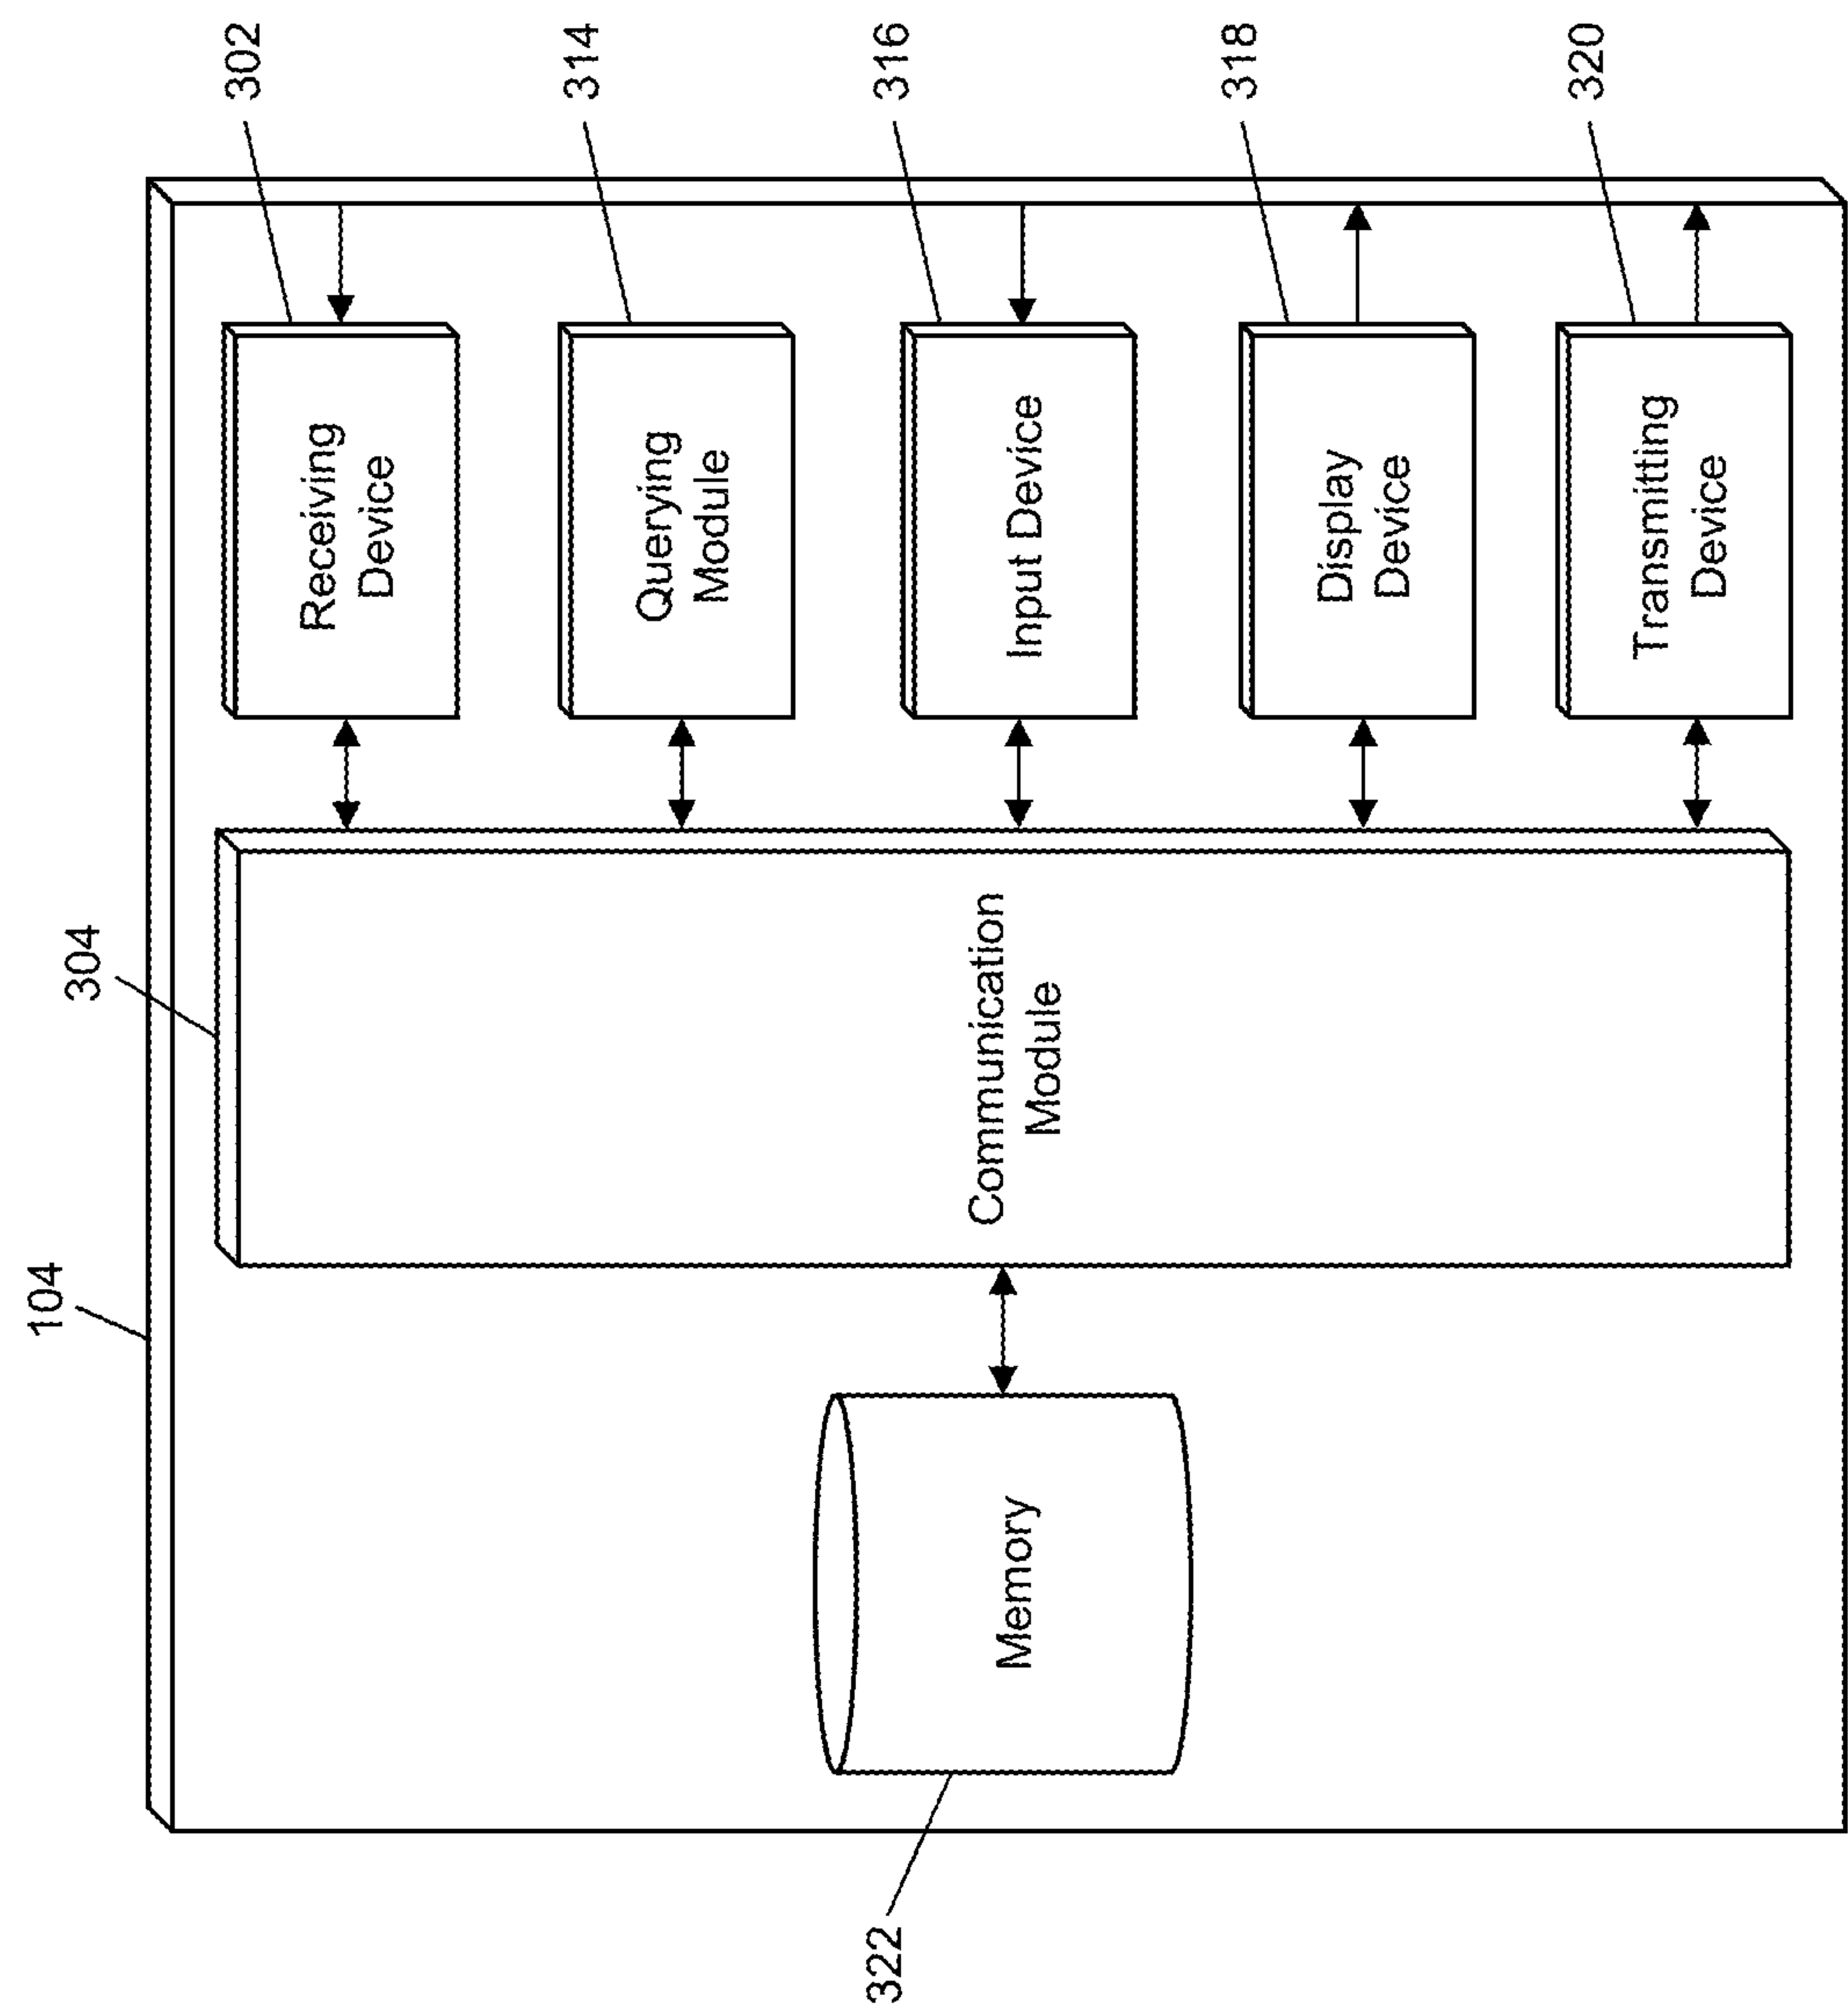 104
304
302
Receiving
Device
314
Querying
Module
316
Input Device
318
Display
Device
320
Transmitting
Device
Communication
Module
Memory
322